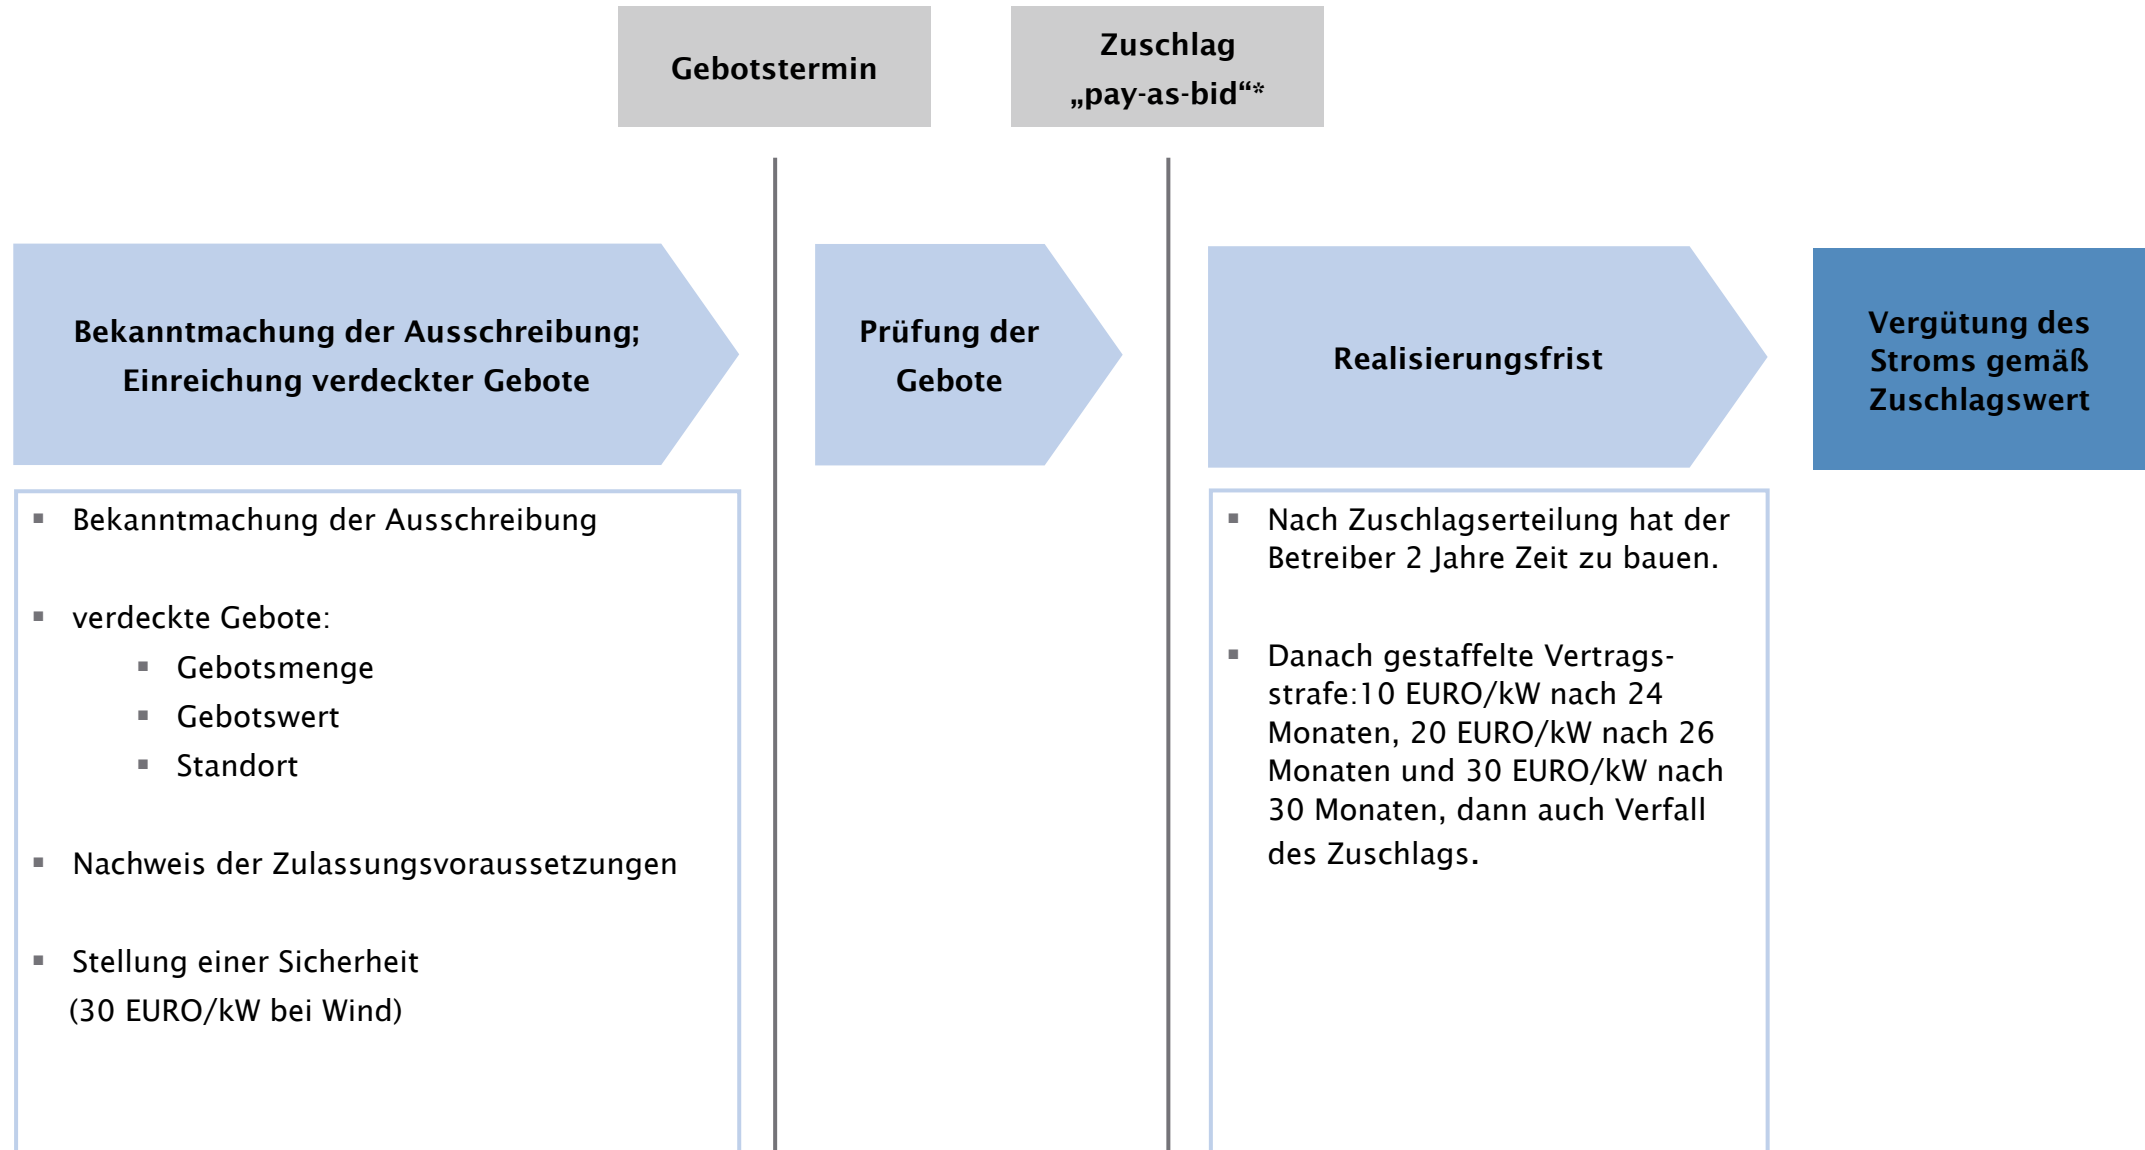 Gebotstermin
Zuschlag
„pay-as-bid“*
Bekanntmachung der Ausschreibung;
Einreichung verdeckter Gebote
Prüfung der
Gebote
Realisierungsfrist
Vergütung des
Stroms gemäß
Zuschlagswert
▪ Bekanntmachung der Ausschreibung
▪ verdeckte Gebote:
▪ Gebotsmenge
▪ Gebotswert
▪ Standort
▪ Nachweis der Zulassungsvoraussetzungen
▪ Stellung einer Sicherheit
(30 EURO/kW bei Wind)
▪ Nach Zuschlagserteilung hat der
Betreiber 2 Jahre Zeit zu bauen.
▪ Danach gestaffelte Vertrags-
strafe:10 EURO/kW nach 24
Monaten, 20 EURO/kW nach 26
Monaten und 30 EURO/kW nach
30 Monaten, dann auch Verfall
des Zuschlags.